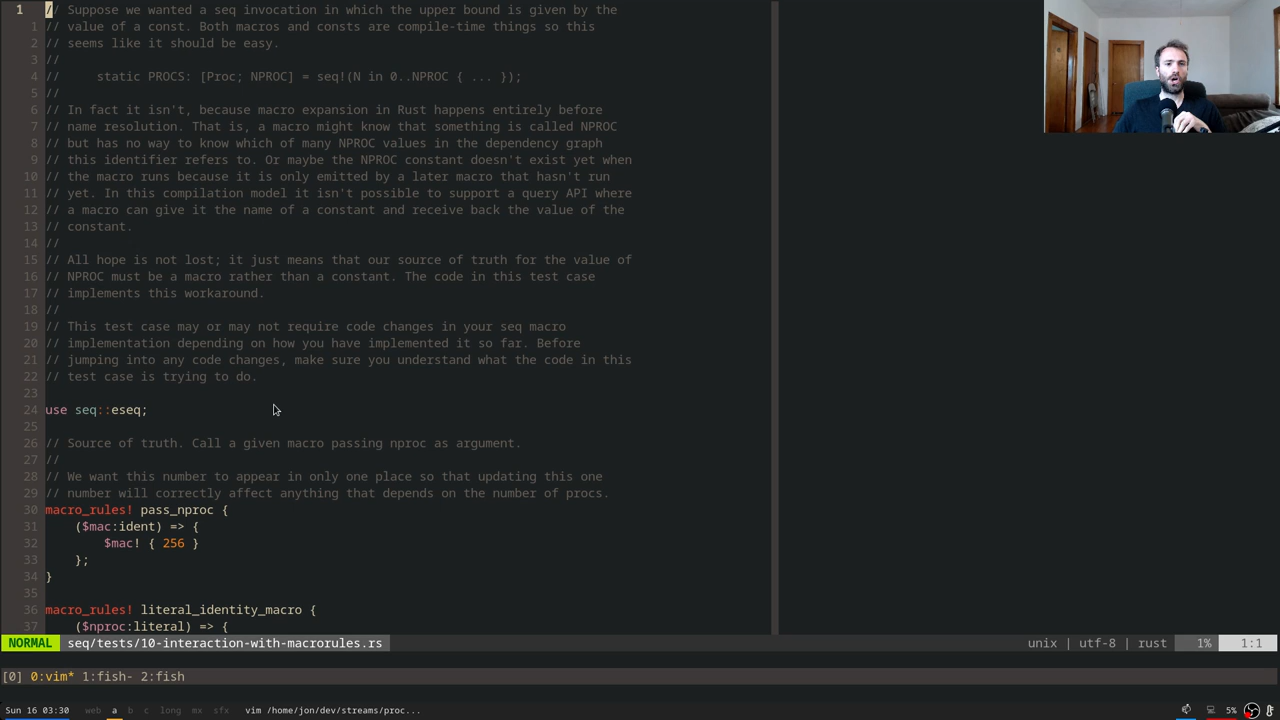 1 // Suppose we wanted a seq invocation in which the upper bound is given by the
1 // value of a const. Both macros and consts are compile-time things so this
2 // seems like it should be easy.
3 //
4 //     static PROCS: [Proc; NPROC] = seq!(N in 0..NPROC { ... });
5 //
6 // In fact it isn't, because macro expansion in Rust happens entirely before
7 // name resolution. That is, a macro might know that something is called NPROC
8 // but has no way to know which of many NPROC values in the dependency graph
9 // this identifier refers to. Or maybe the NPROC constant doesn't exist yet when
10 // the macro runs because it is only emitted by a later macro that hasn't run
11 // yet. In this compilation model it isn't possible to support a query API where
12 // a macro can give it the name of a constant and receive back the value of the
13 // constant.
14 //
15 // All hope is not lost; it just means that our source of truth for the value of
16 // NPROC must be a macro rather than a constant. The code in this test case
17 // implements this workaround.
18 //
19 // This test case may or may not require code changes in your seq macro
20 // implementation depending on how you have implemented it so far. Before
21 // jumping into any code changes, make sure you understand what the code in this
22 // test case is trying to do.
23
24 use seq::eseq;
25
26 // Source of truth. Call a given macro passing nproc as argument.
27 //
28 // We want this number to appear in only one place so that updating this one
29 // number will correctly affect anything that depends on the number of procs.
30 macro_rules! pass_nproc {
31     ($mac:ident) => {
32         $mac! { 256 }
33     };
34 }
35
36 macro_rules! literal_identity_macro {
37     ($nproc:literal) => {
NORMAL seq/tests/10-interaction-with-macrorules.rs unix | utf-8 | rust 1% 1:1
[0] 0:vim* 1:fish- 2:fish
Sun 16 03:30 web a b c long mx sfx vim /home/jon/dev/streams/proc... 5%